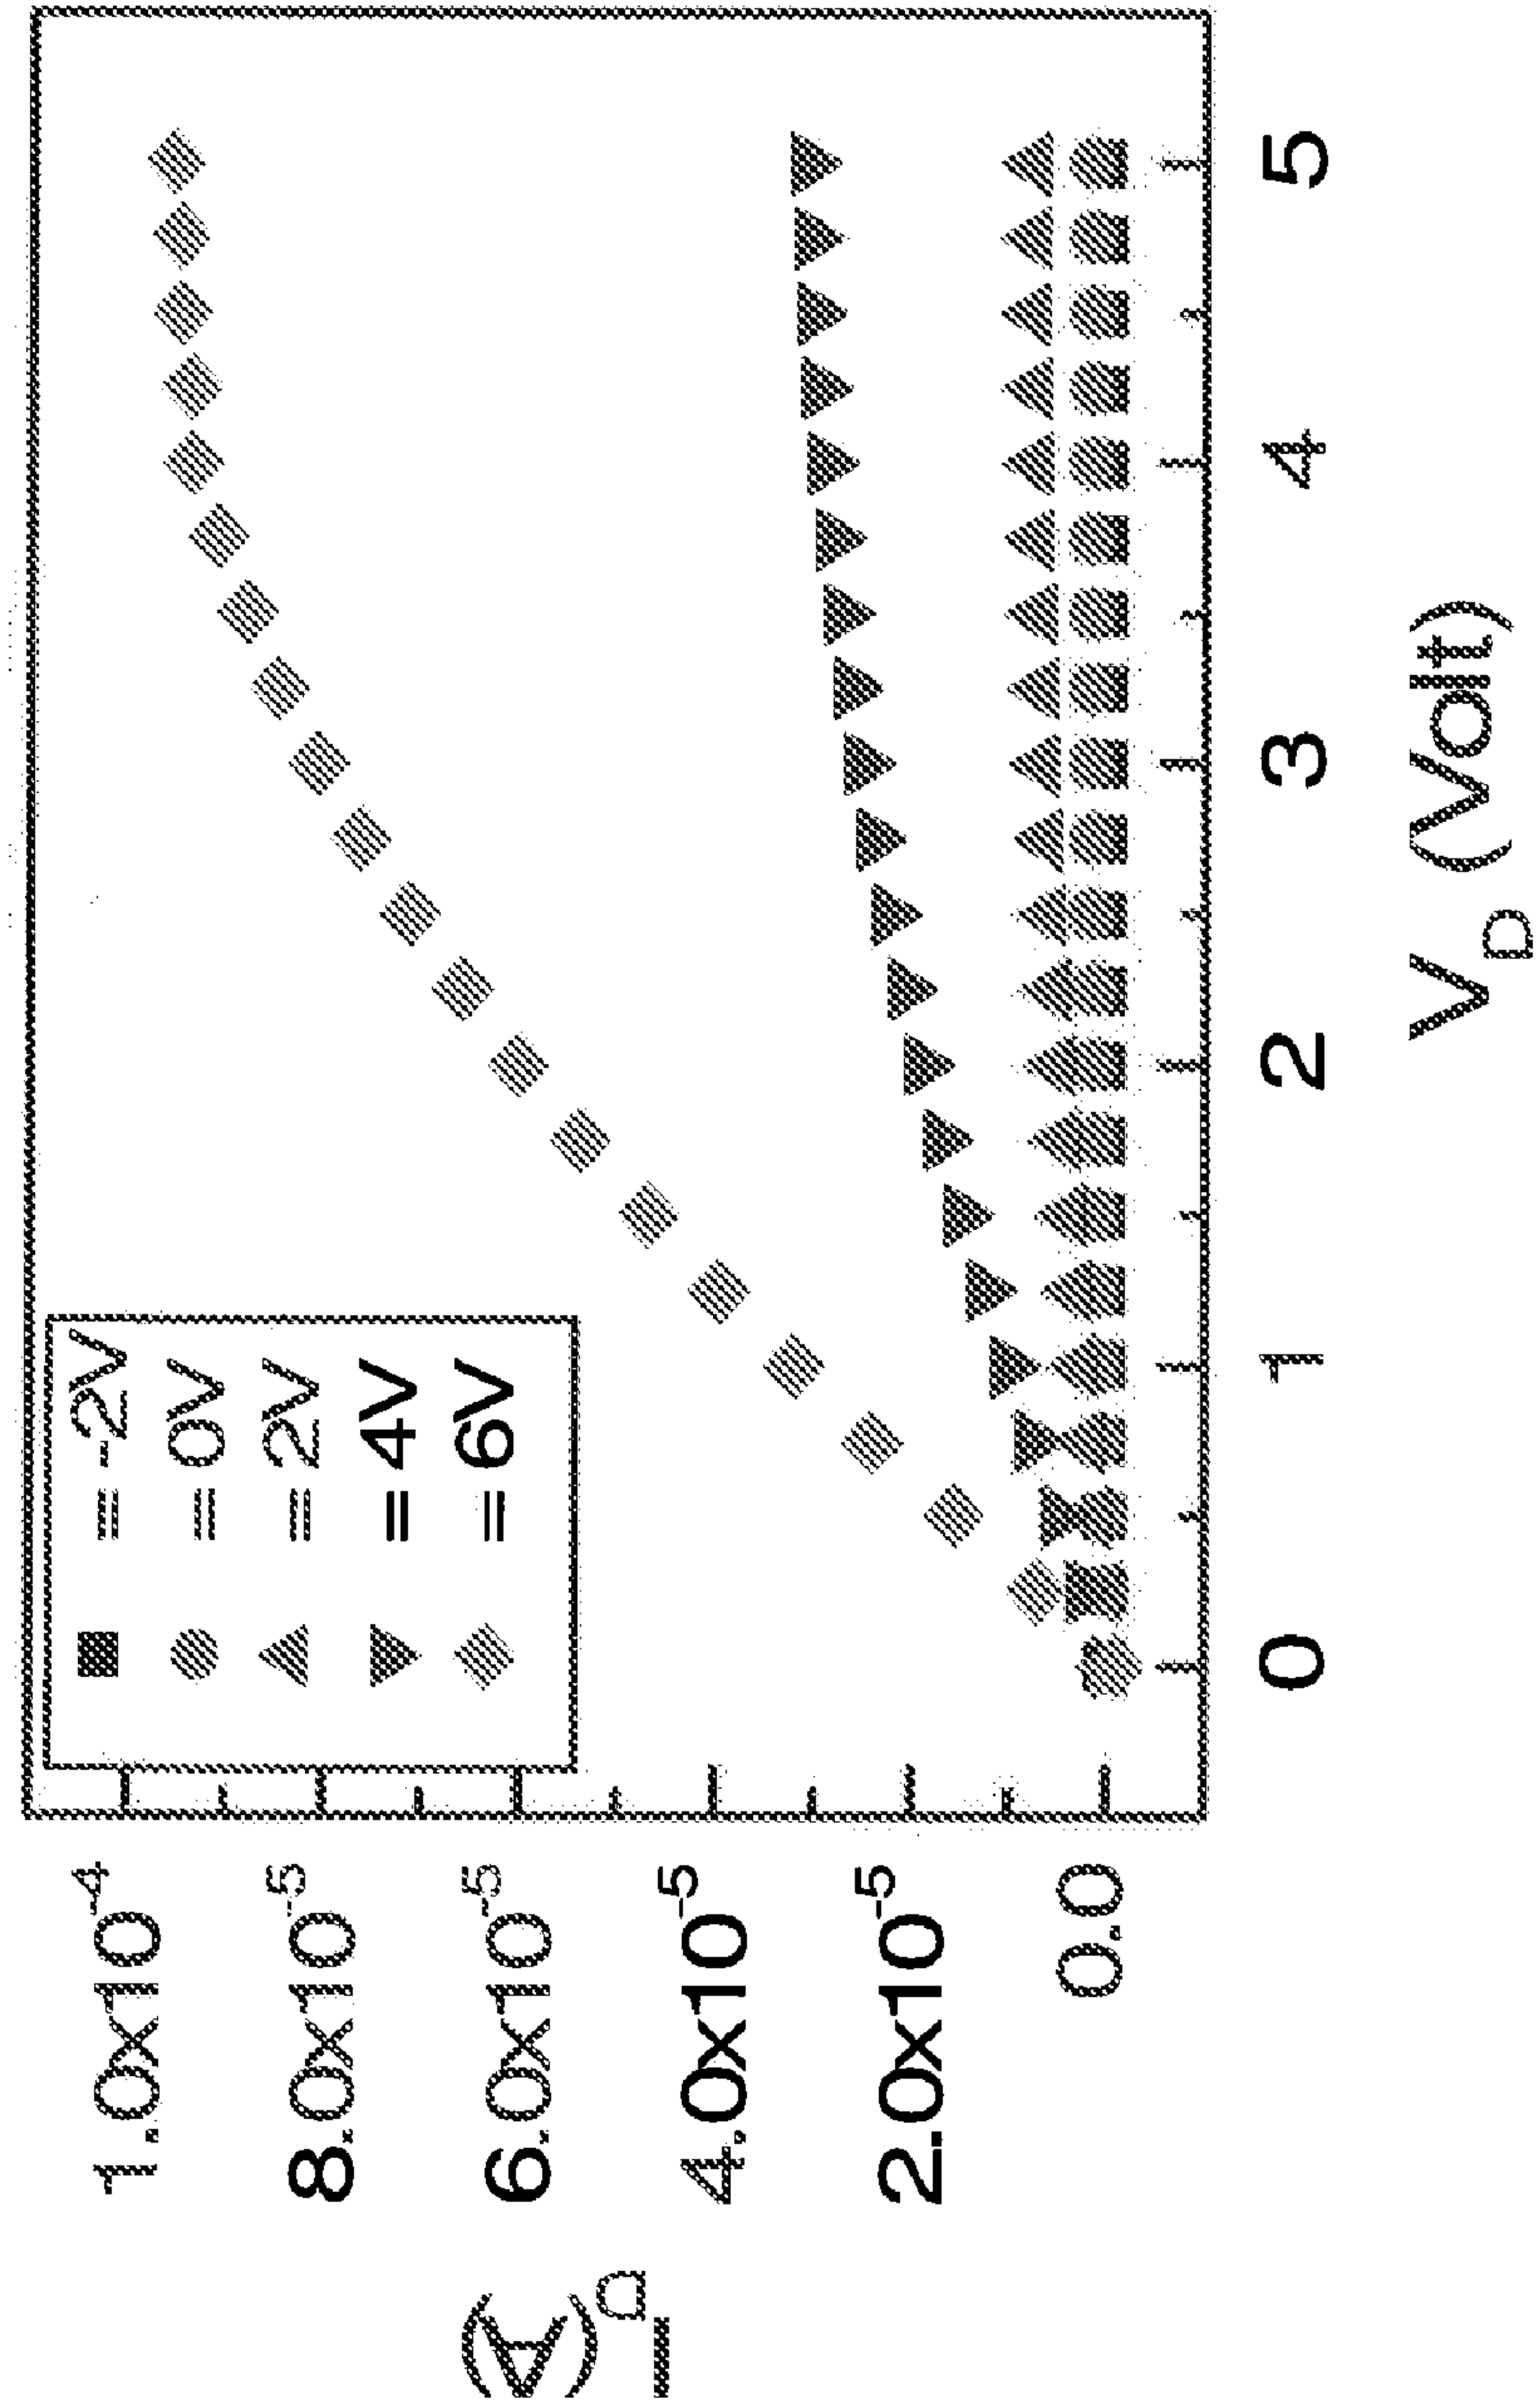 I_D(A)
1.0x10^-4
8.0x10^-5
6.0x10^-5
4.0x10^-5
2.0x10^-5
0.0
= -2V
= 0V
= 2V
= 4V
= 6V
0 1 2 3 4 5
V_D (Volt)